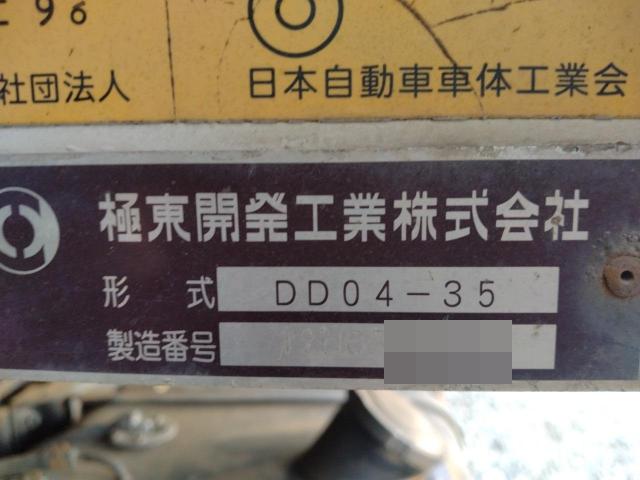 96
社団法人 日本自動車車体工業会
極東開発工業株式会社
形 式 DD04-35
製造番号